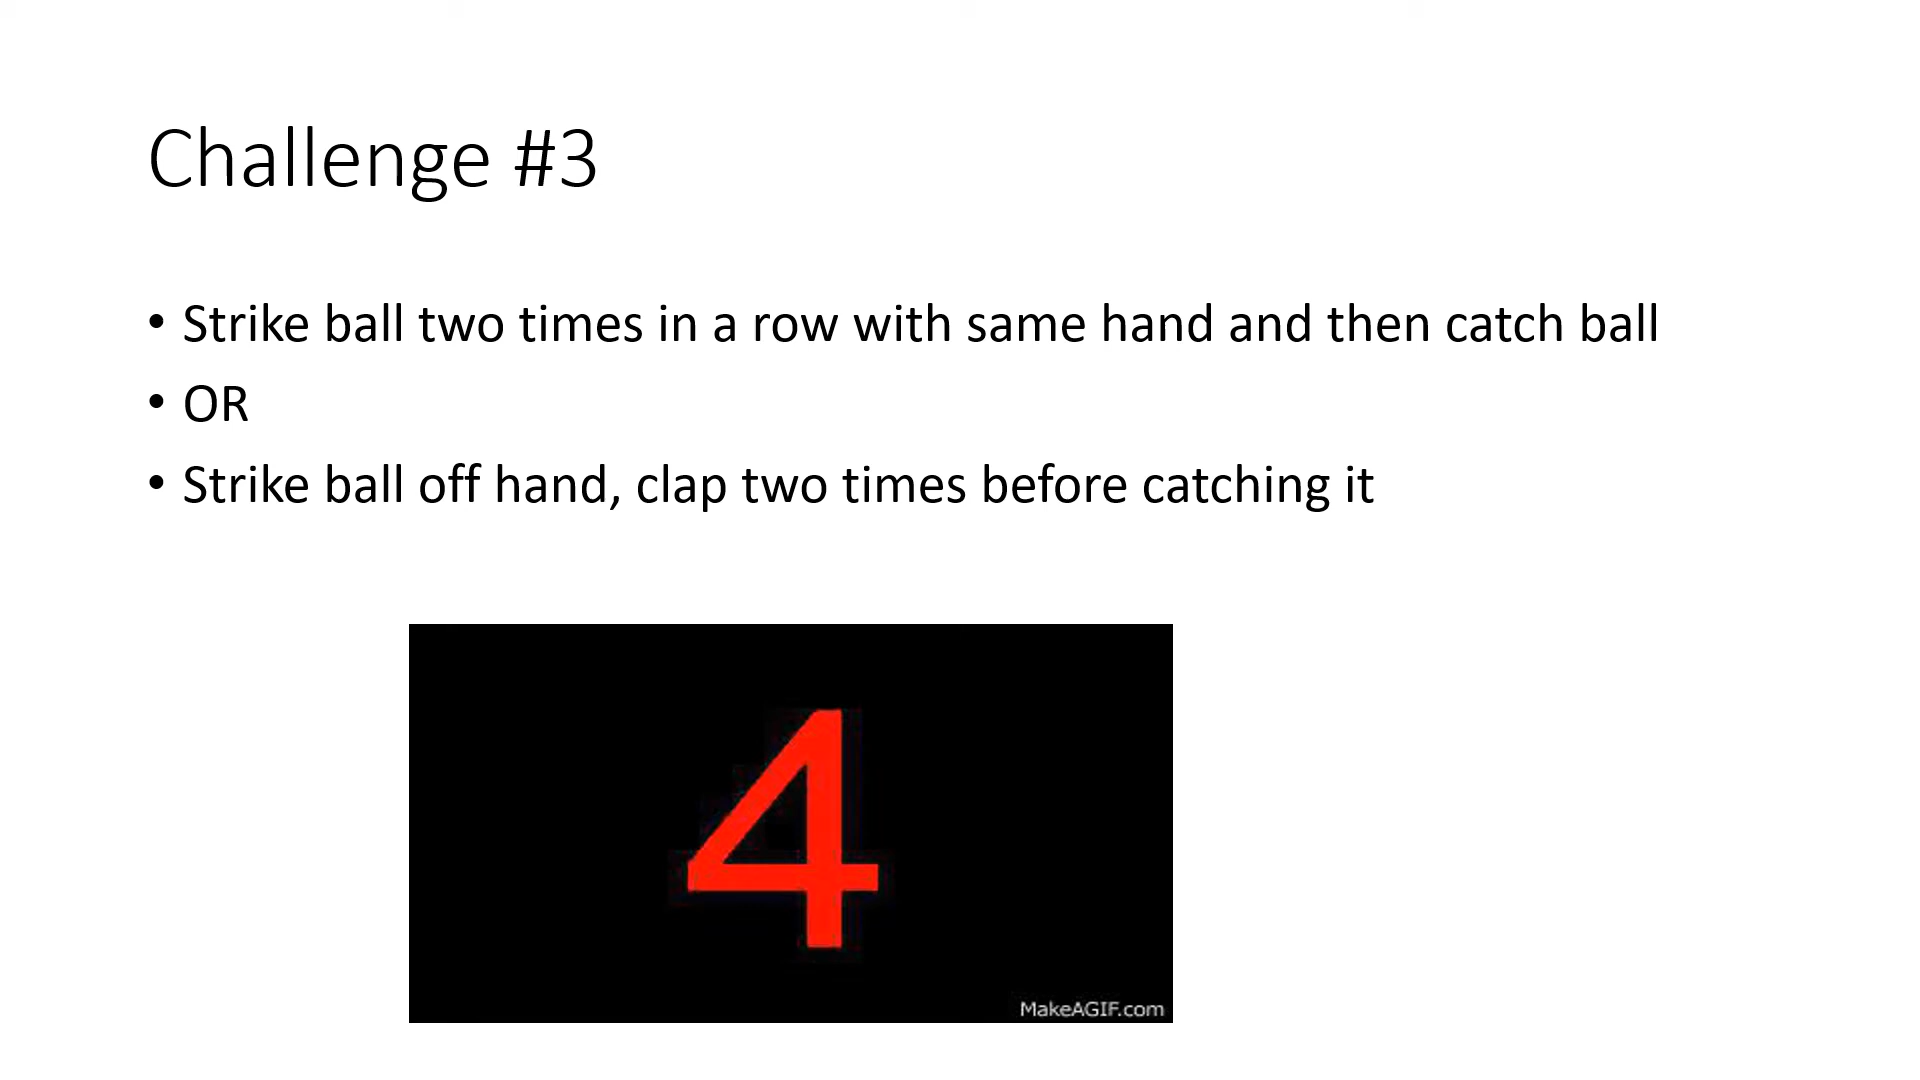 Challenge #3
• Strike ball two times in a row with same hand and then catch ball
• OR
• Strike ball off hand, clap two times before catching it
4
MakeAGIF.com